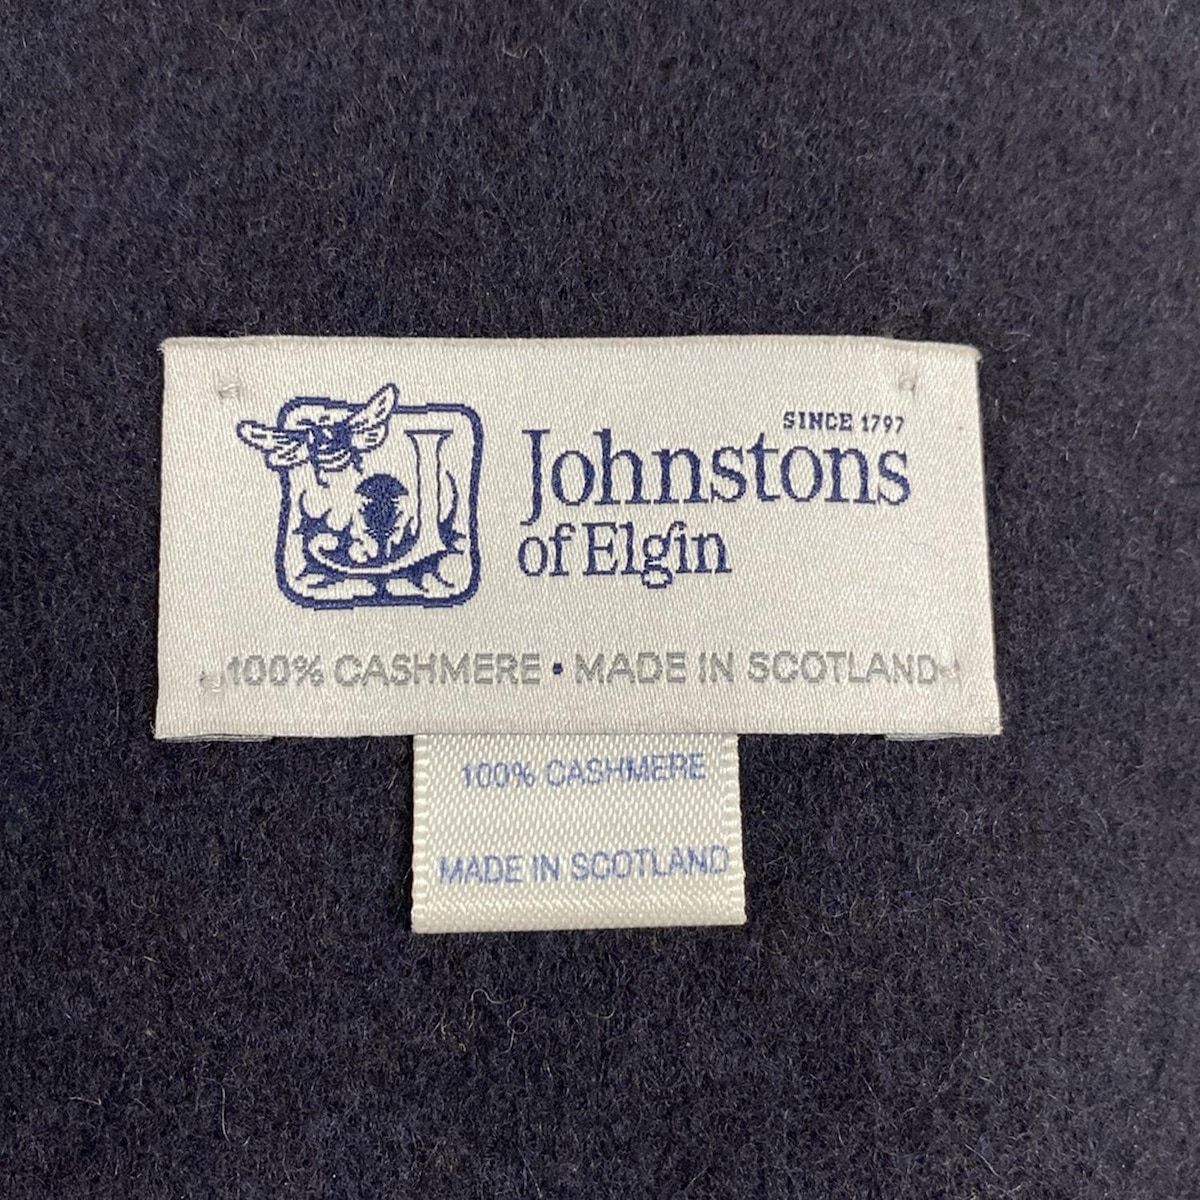 SINCE 1797
Johnstons
of Elgin
100% CASHMERE • MADE IN SCOTLAND
100% CASHMERE
MADE IN SCOTLAND